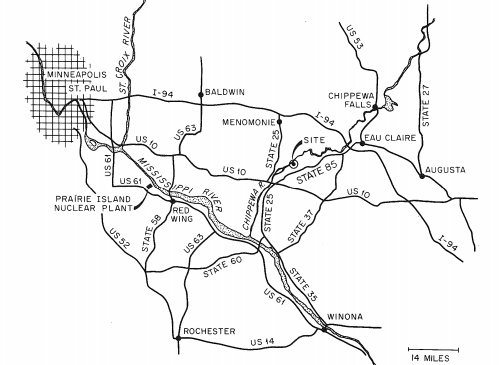 US 53
ST. CROIX RIVER
MINNEAPOLIS
ST. PAUL
I-94
BALDWIN
CHIPPEWA
FALLS
STATE 27
MENOMONIE
STATE 25
I-94
US 63
US 10
SITE
EAU CLAIRE
US 61
MISSISSIPPI RIVER
US 10
STATE 85
AUGUSTA
US 61
PRAIRIE ISLAND
NUCLEAR PLANT
CHIPPEWA R.
STATE 25
US 10
RED
WING
STATE 58
STATE 37
US 52
US 63
I-94
STATE 60
STATE 35
US 61
WINONA
ROCHESTER
US 14
14 MILES